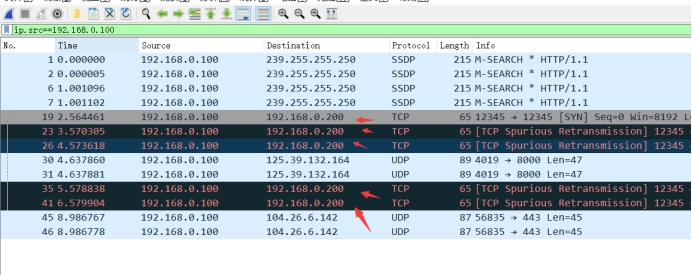 ip.src==192.168.0.100
No. Time Source Destination Protocol Length Info
1 0.000000 192.168.0.100 239.255.255.250 SSDP 215 M-SEARCH * HTTP/1.1
2 0.000005 192.168.0.100 239.255.255.250 SSDP 215 M-SEARCH * HTTP/1.1
6 1.001096 192.168.0.100 239.255.255.250 SSDP 215 M-SEARCH * HTTP/1.1
7 1.001102 192.168.0.100 239.255.255.250 SSDP 215 M-SEARCH * HTTP/1.1
19 2.564461 192.168.0.100 192.168.0.200 TCP 65 12345 → 12345 [SYN] Seq=0 Win=8192
23 3.570305 192.168.0.100 192.168.0.200 TCP 65 [TCP Spurious Retransmission] 12345
26 4.573618 192.168.0.100 192.168.0.200 TCP 65 [TCP Spurious Retransmission] 12345
30 4.637860 192.168.0.100 125.39.132.164 UDP 89 4019 → 8000 Len=47
31 4.637881 192.168.0.100 125.39.132.164 UDP 89 4019 → 8000 Len=47
35 5.578838 192.168.0.100 192.168.0.200 TCP 65 [TCP Spurious Retransmission] 12345
41 6.579904 192.168.0.100 192.168.0.200 TCP 65 [TCP Spurious Retransmission] 12345
45 8.986767 192.168.0.100 104.26.6.142 UDP 87 56835 → 443 Len=45
46 8.986778 192.168.0.100 104.26.6.142 UDP 87 56835 → 443 Len=45